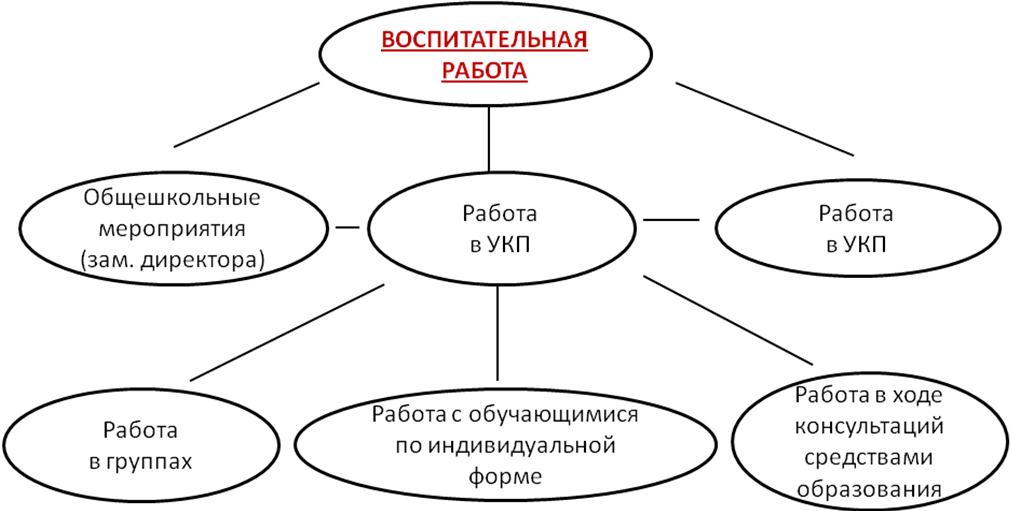 ВОСПИТАТЕЛЬНАЯ
РАБОТА
Общешкольные
мероприятия
(зам. директора)
Работа
в УКП
Работа
в УКП
Работа
в группах
Работа с обучающимися
по индивидуальной
форме
Работа в ходе
консультаций
средствами
образования